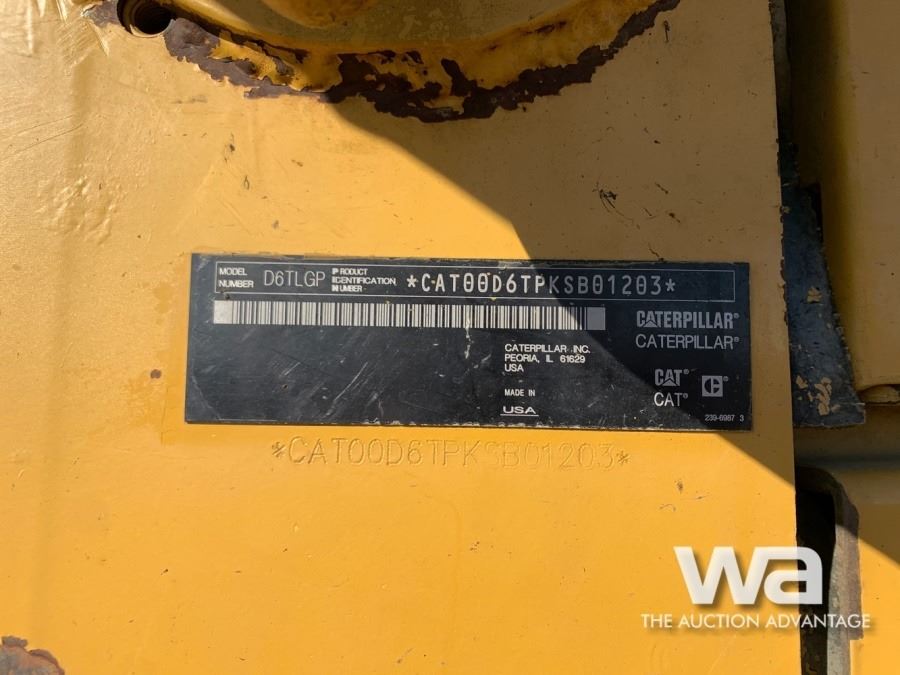 MODEL NUMBER D6TLGP PRODUCT IDENTIFICATION NUMBER *CAT00D6TPKSB01203*
CATERPILLAR®
CATERPILLAR®
CATERPILLAR INC.
PEORIA, IL 61629
USA
CAT®
MADE IN
USA
CAT®
239-6987 3
*CAT00D6TPKSB01203*
wa
THE AUCTION ADVANTAGE